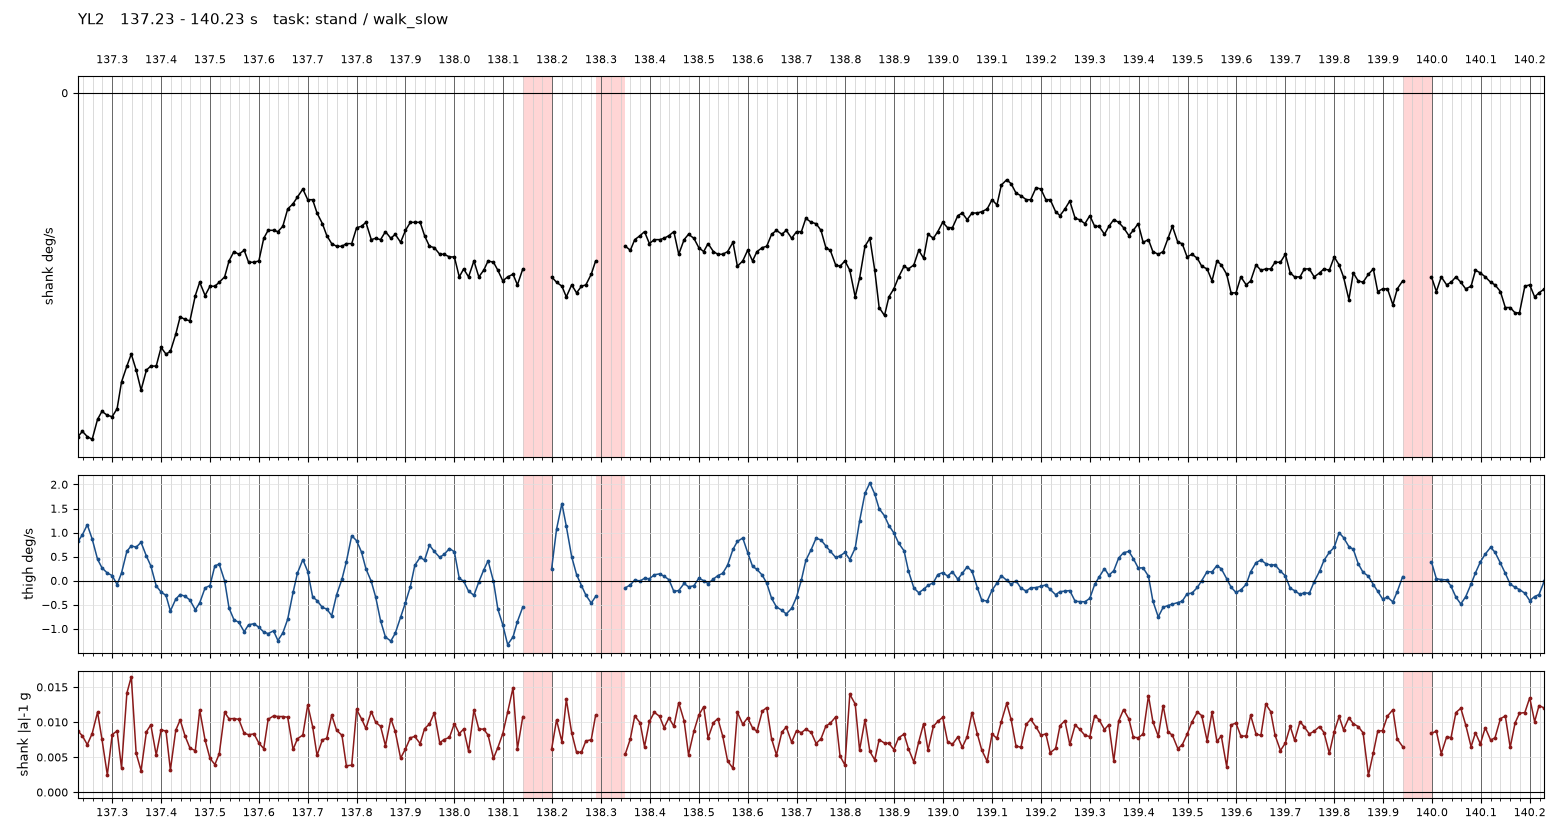 YL2   137.23 - 140.23 s   task: stand / walk_slow
137.3 137.4 137.5 137.6 137.7 137.8 137.9 138.0 138.1 138.2 138.3 138.4 138.5 138.6 138.7 138.8 138.9 139.0 139.1 139.2 139.3 139.4 139.5 139.6 139.7 139.8 139.9 140.0 140.1 140.2
0
shank deg/s
2.0
1.5
1.0
0.5
0.0
−0.5
−1.0
thigh deg/s
0.015
0.010
0.005
0.000
shank |a|-1 g
137.3 137.4 137.5 137.6 137.7 137.8 137.9 138.0 138.1 138.2 138.3 138.4 138.5 138.6 138.7 138.8 138.9 139.0 139.1 139.2 139.3 139.4 139.5 139.6 139.7 139.8 139.9 140.0 140.1 140.2